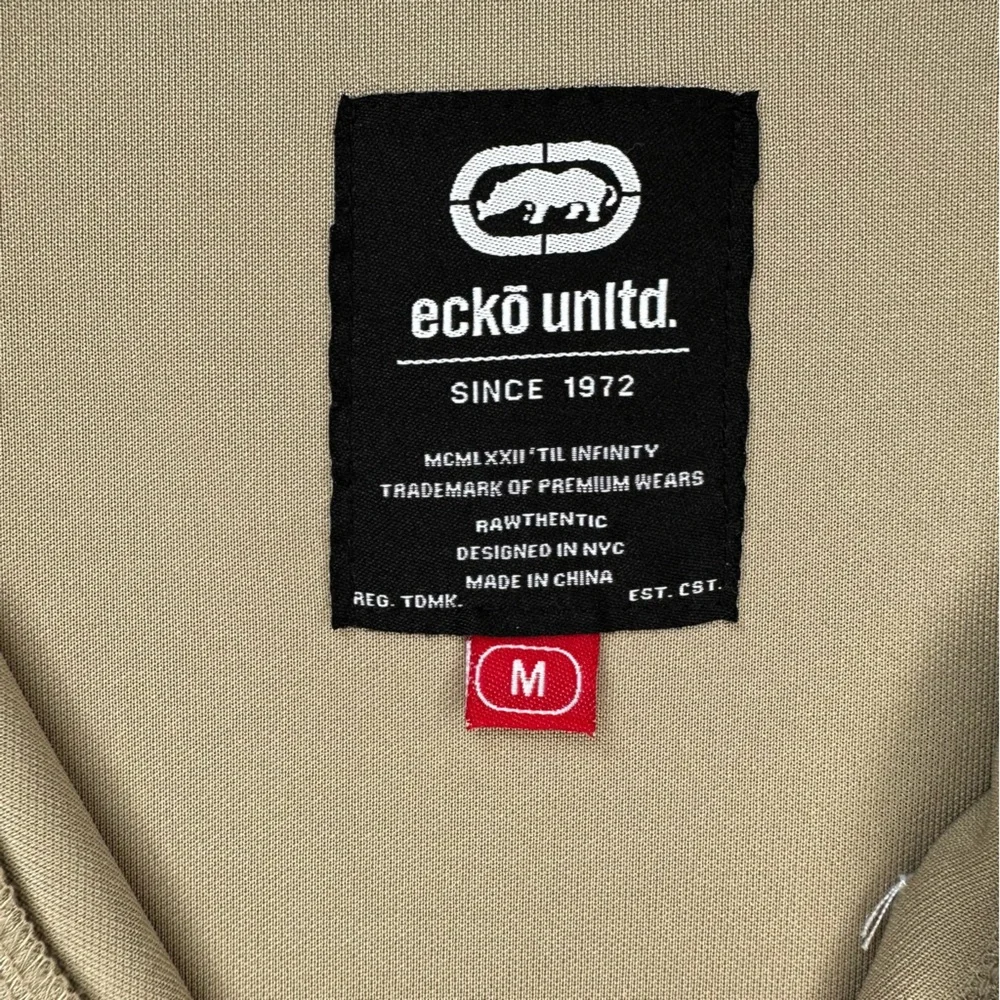 eckō unltd.
SINCE 1972
MCMLXXII 'TIL INFINITY
TRADEMARK OF PREMIUM WEARS
RAWTHENTIC
DESIGNED IN NYC
MADE IN CHINA
REG. TDMK. EST. CST.
M